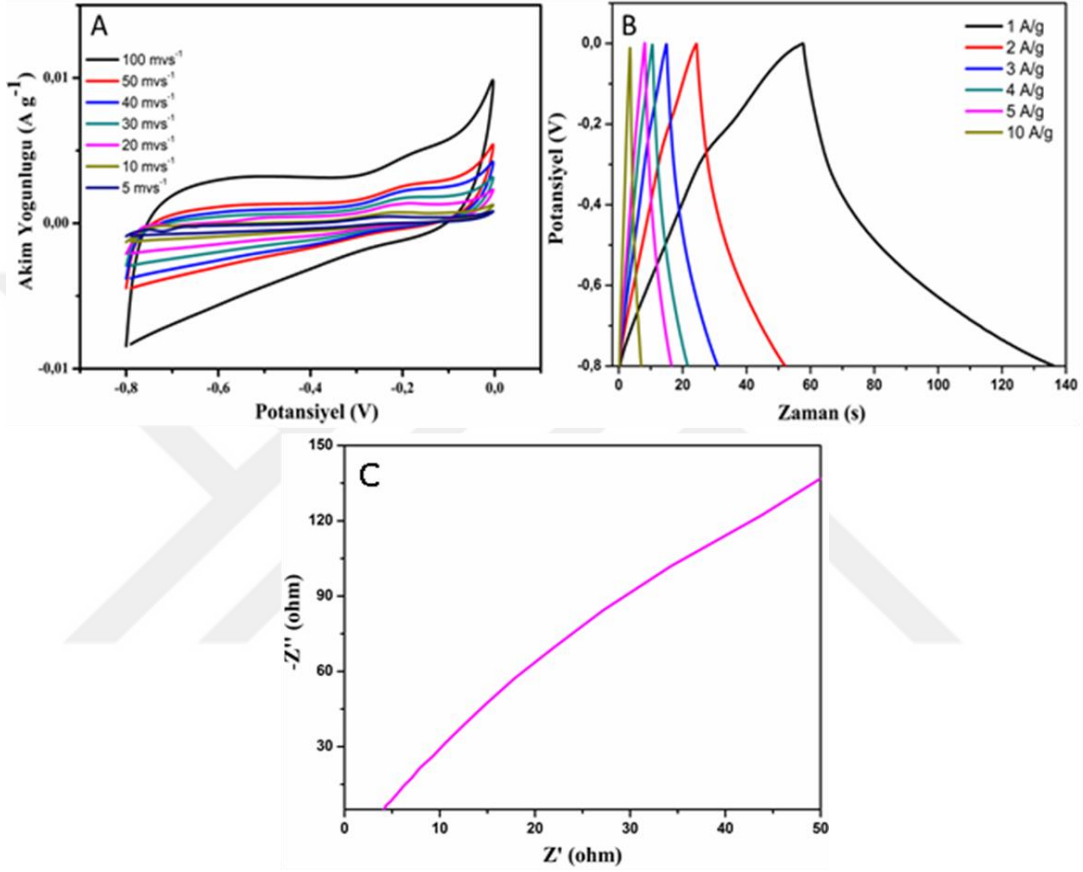 A
100 mvs⁻¹
50 mvs⁻¹
40 mvs⁻¹
30 mvs⁻¹
20 mvs⁻¹
10 mvs⁻¹
5 mvs⁻¹
0,01
0,00
-0,01
Akim Yogunlugu (A g⁻¹)
-0,8
-0,6
-0,4
-0,2
0,0
Potansiyel (V)
B
1 A/g
2 A/g
3 A/g
4 A/g
5 A/g
10 A/g
0,0
-0,2
-0,4
-0,6
-0,8
Potansiyel (V)
0
20
40
60
80
100
120
140
Zaman (s)
C
150
120
90
60
30
-Z'' (ohm)
0
10
20
30
40
50
Z' (ohm)